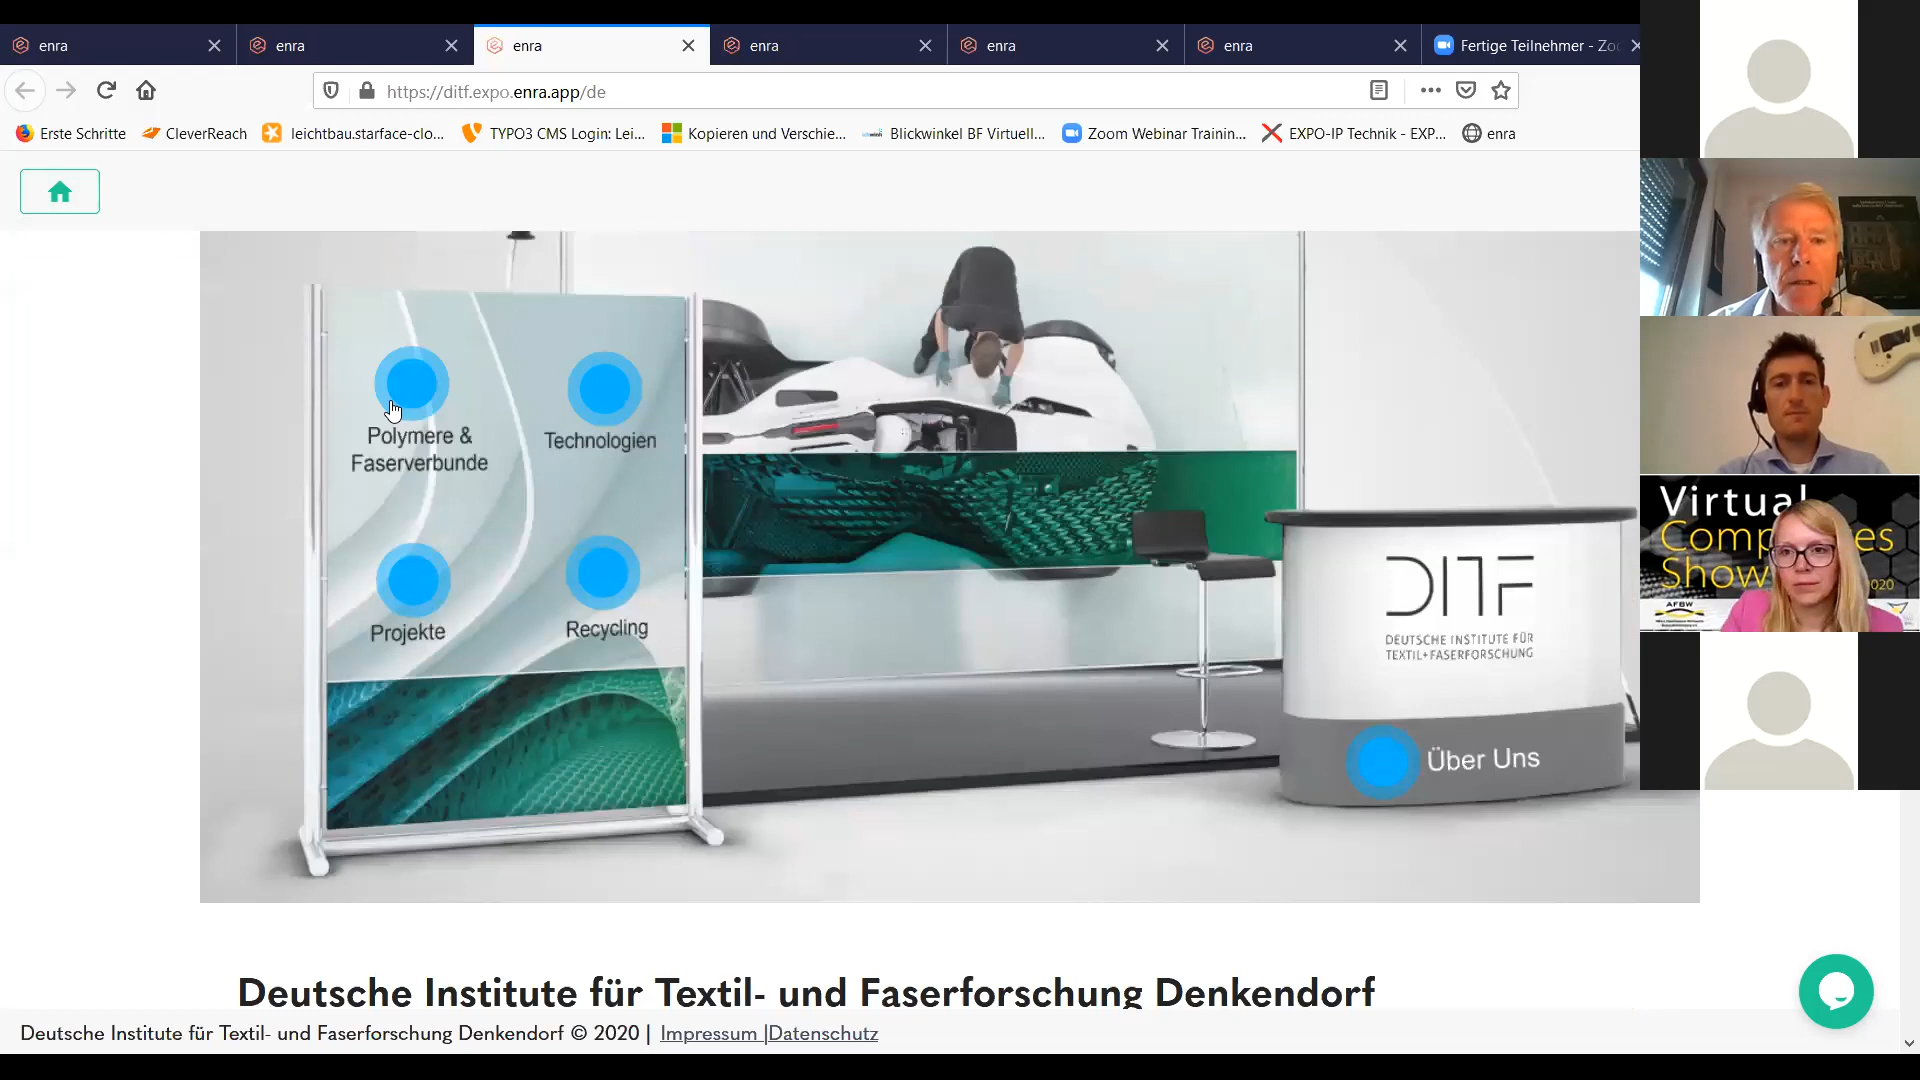 enra
enra
enra
enra
enra
enra
Fertige Teilnehmer - Zo
https://ditf.expo.enra.app/de
Erste Schritte
CleverReach
leichtbau.starface-clo...
TYPO3 CMS Login: Lei...
Kopieren und Verschie...
Blickwinkel BF Virtuell...
Zoom Webinar Trainin...
EXPO-IP Technik - EXP...
enra
Polymere &
Faserverbunde
Technologien
Projekte
Recycling
DITF
DEUTSCHE INSTITUTE FÜR
TEXTIL+FASERFORSCHUNG
Über Uns
Virtual
Comp es
Show 020
AFBW
Deutsche Institute für Textil- und Faserforschung Denkendorf
Deutsche Institute für Textil- und Faserforschung Denkendorf © 2020 | Impressum |Datenschutz